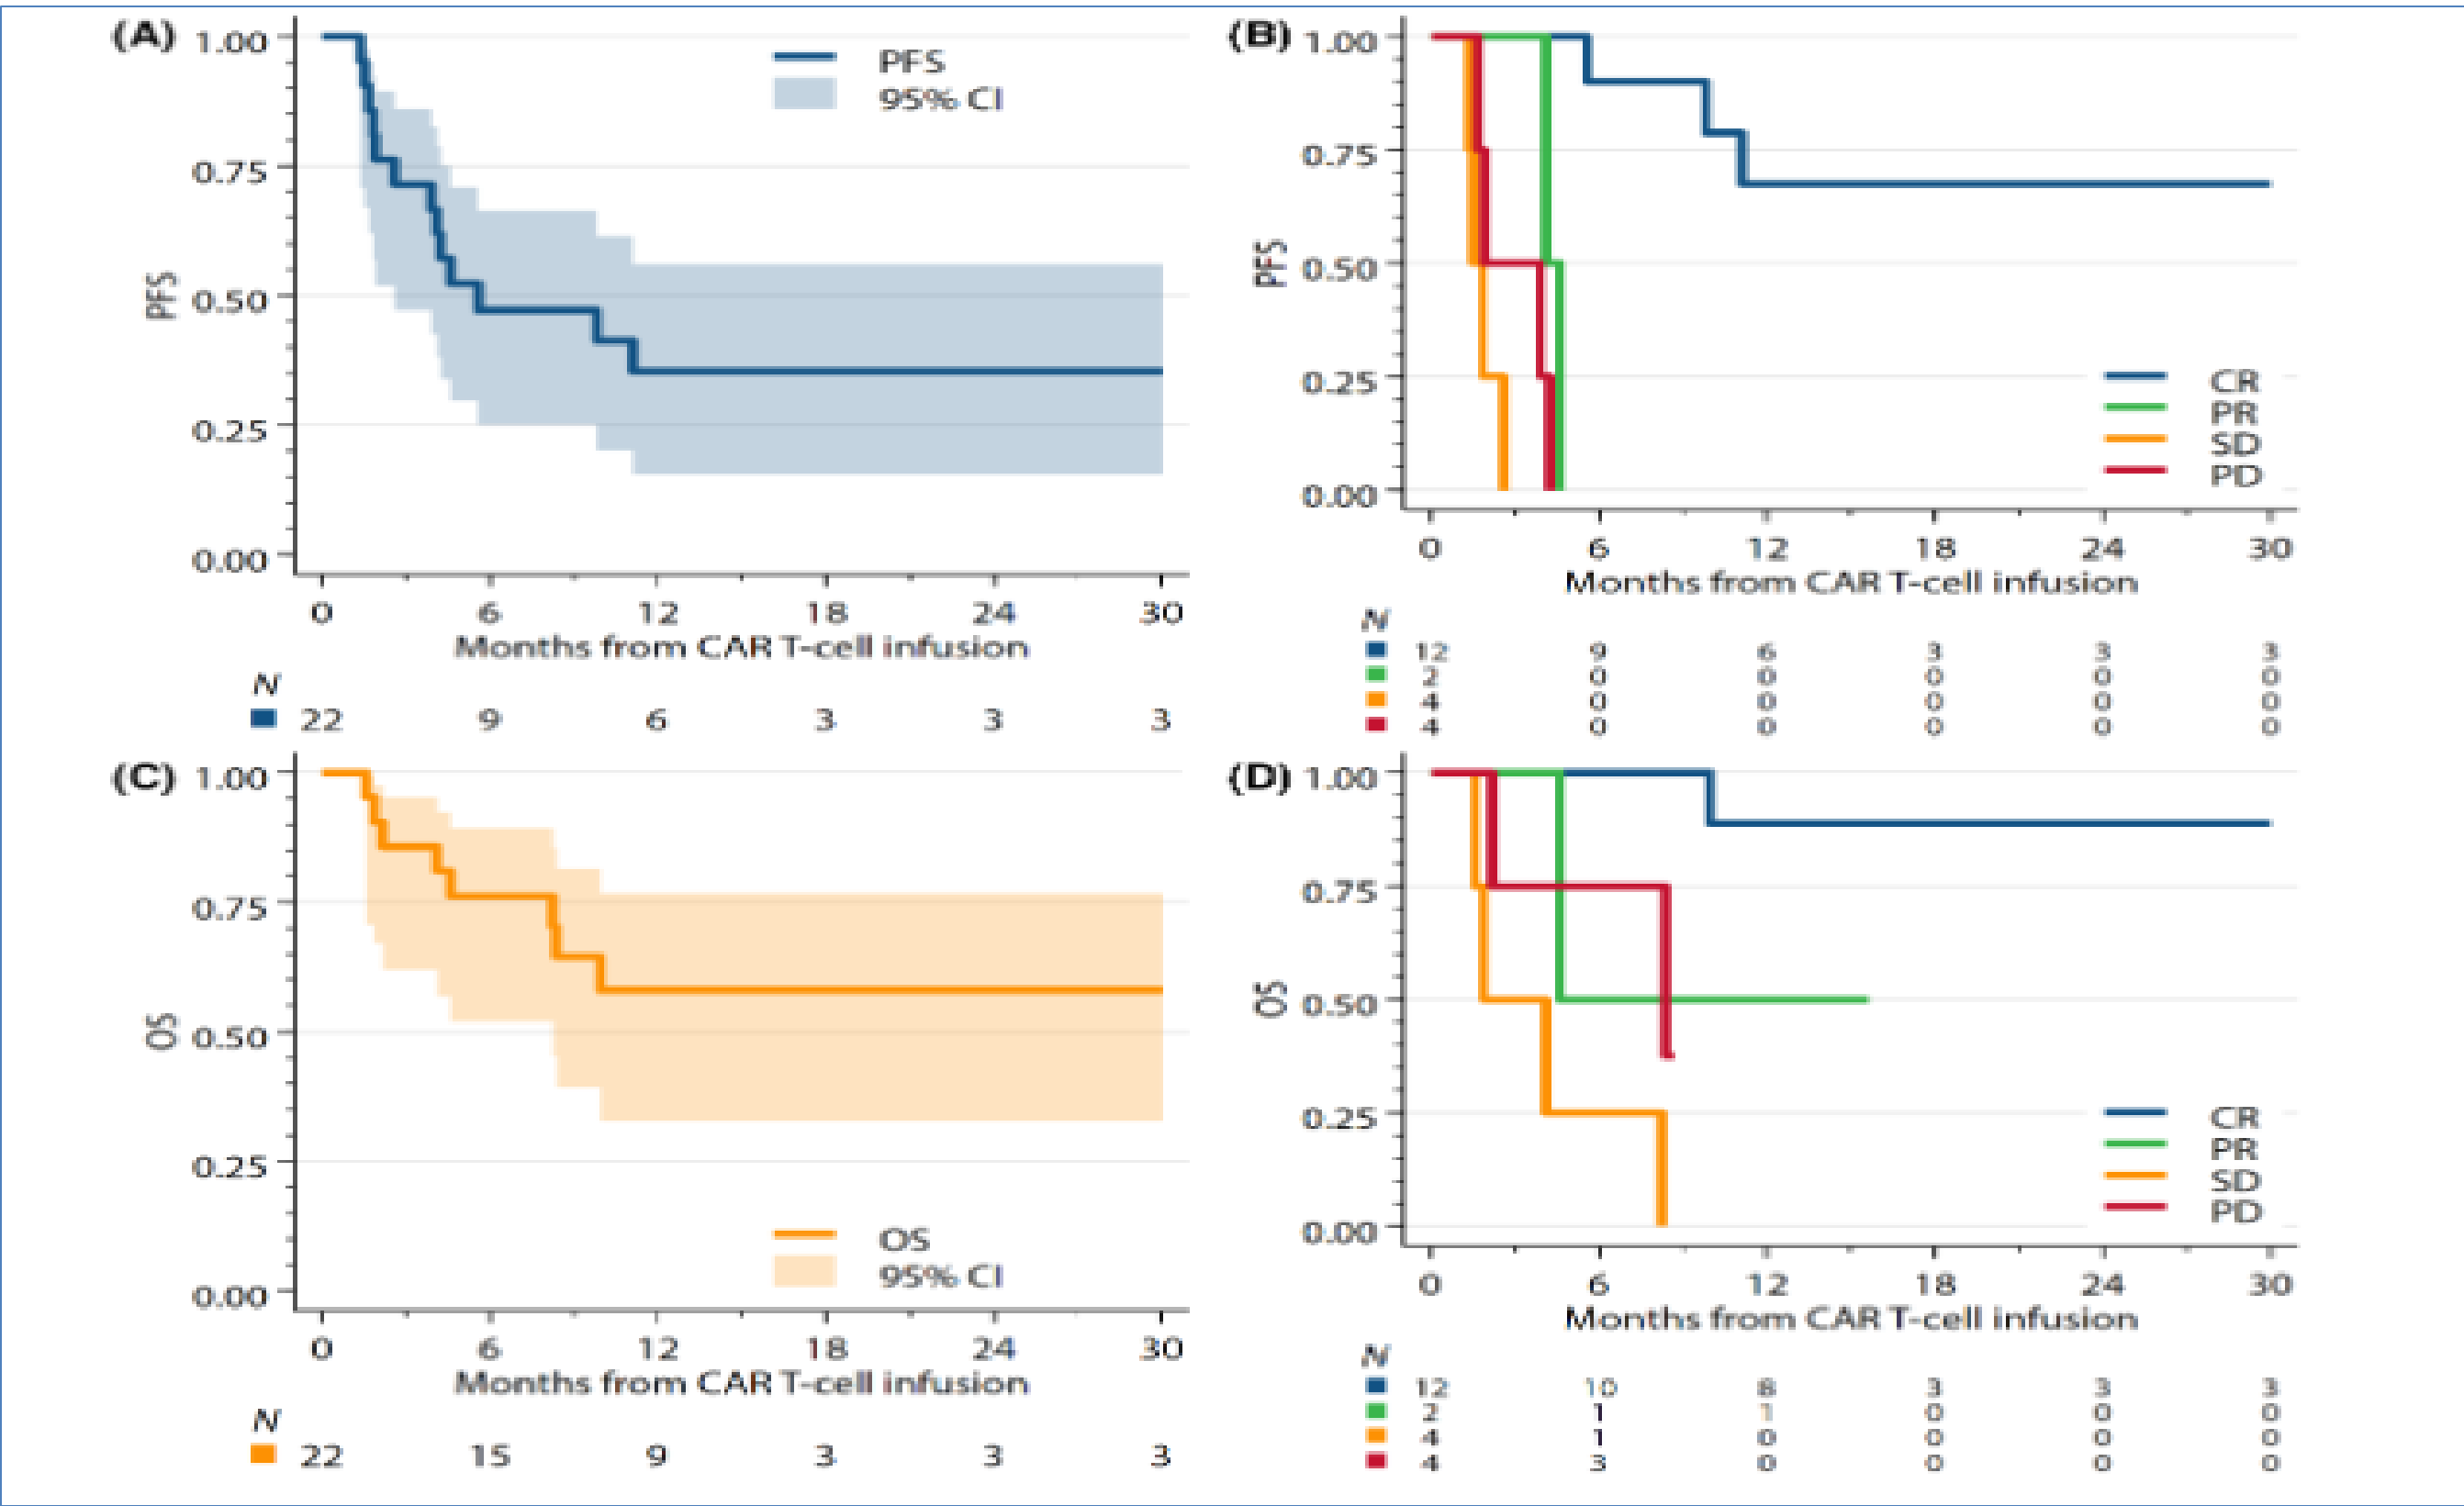 (A)
1.00
0.75
0.50
0.25
0.00
PFS
PFS
95% CI
0 6 12 18 24 30
Months from CAR T-cell infusion
N
22 9 6 3 3 3
(B)
1.00
0.75
0.50
0.25
0.00
PFS
CR
PR
SD
PD
0 6 12 18 24 30
Months from CAR T-cell infusion
N
12 9 6 3 3 3
2 0 0 0 0 0
4 0 0 0 0 0
4 0 0 0 0 0
(C)
1.00
0.75
0.50
0.25
0.00
OS
OS
95% CI
0 6 12 18 24 30
Months from CAR T-cell infusion
N
22 15 9 3 3 3
(D)
1.00
0.75
0.50
0.25
0.00
OS
CR
PR
SD
PD
0 6 12 18 24 30
Months from CAR T-cell infusion
N
12 10 8 3 3 3
2 1 1 0 0 0
4 1 0 0 0 0
4 3 0 0 0 0